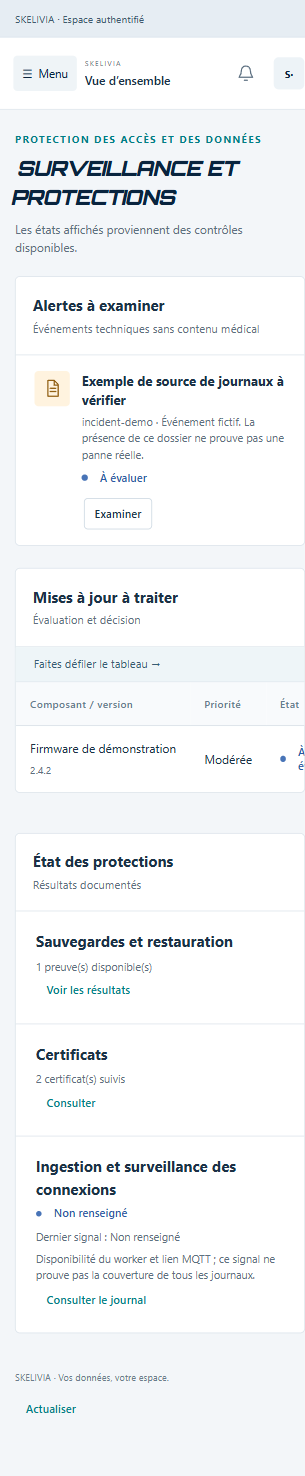 SKELIVIA · Espace authentifié
☰ Menu
SKELIVIA
Vue d’ensemble
S·
PROTECTION DES ACCÈS ET DES DONNÉES
SURVEILLANCE ET
PROTECTIONS
Les états affichés proviennent des contrôles
disponibles.
Alertes à examiner
Événements techniques sans contenu médical
Exemple de source de journaux à
vérifier
incident-demo · Événement fictif. La
présence de ce dossier ne prouve pas une
panne réelle.
À évaluer
Examiner
Mises à jour à traiter
Évaluation et décision
Faites défiler le tableau →
Composant / version Priorité État
Firmware de démonstration
2.4.2
Modérée
À
é
État des protections
Résultats documentés
Sauvegardes et restauration
1 preuve(s) disponible(s)
Voir les résultats
Certificats
2 certificat(s) suivis
Consulter
Ingestion et surveillance des
connexions
Non renseigné
Dernier signal : Non renseigné
Disponibilité du worker et lien MQTT ; ce signal ne
prouve pas la couverture de tous les journaux.
Consulter le journal
SKELIVIA · Vos données, votre espace.
Actualiser